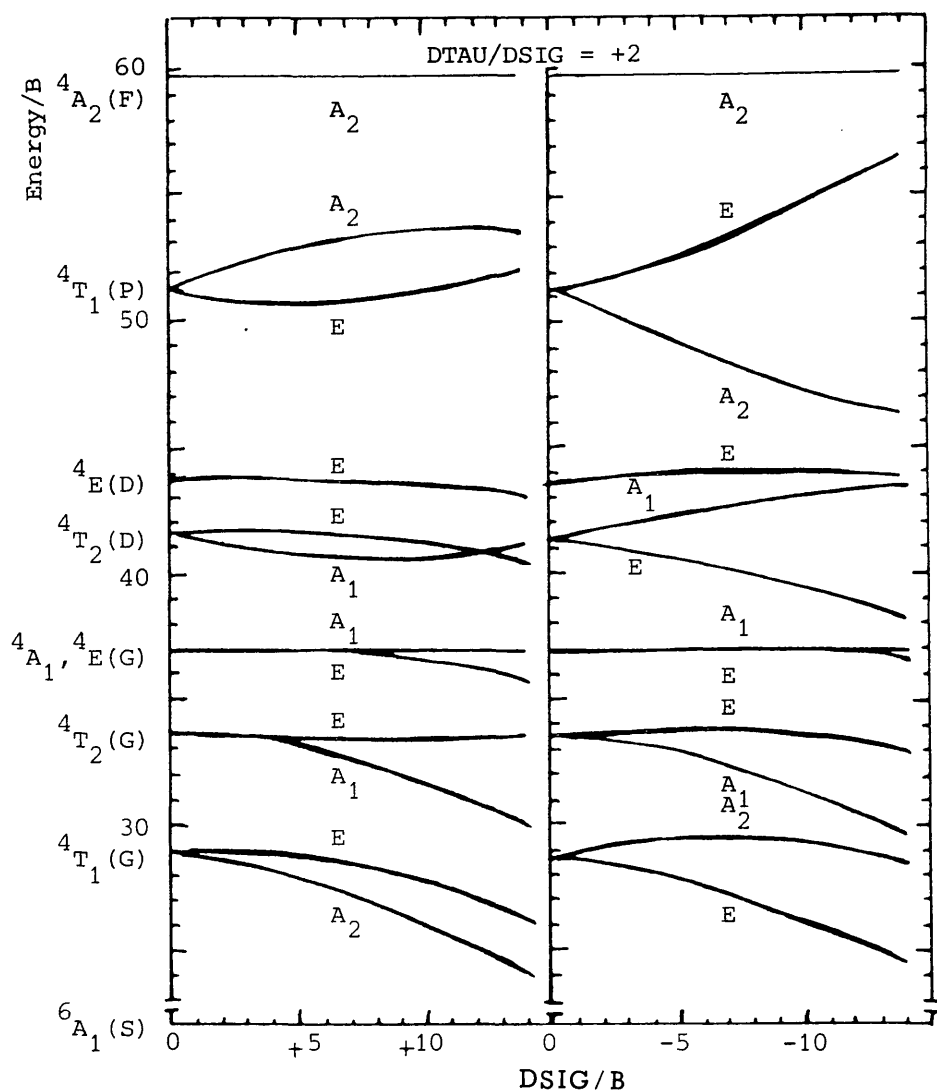 DTAU/DSIG = +2
Energy/B
60
⁴A₂(F)
A₂
A₂
A₂
E
⁴T₁(P)
50
E
A₂
⁴E(D)
E
E
A₁
⁴T₂(D)
E
E
40
A₁
A₁
A₁
⁴A₁, ⁴E(G)
E
E
⁴T₂(G)
E
E
A₁
A₁
A₂
30
⁴T₁(G)
E
A₂
E
⁶A₁(S)
0
+5
+10
0
-5
-10
DSIG/B